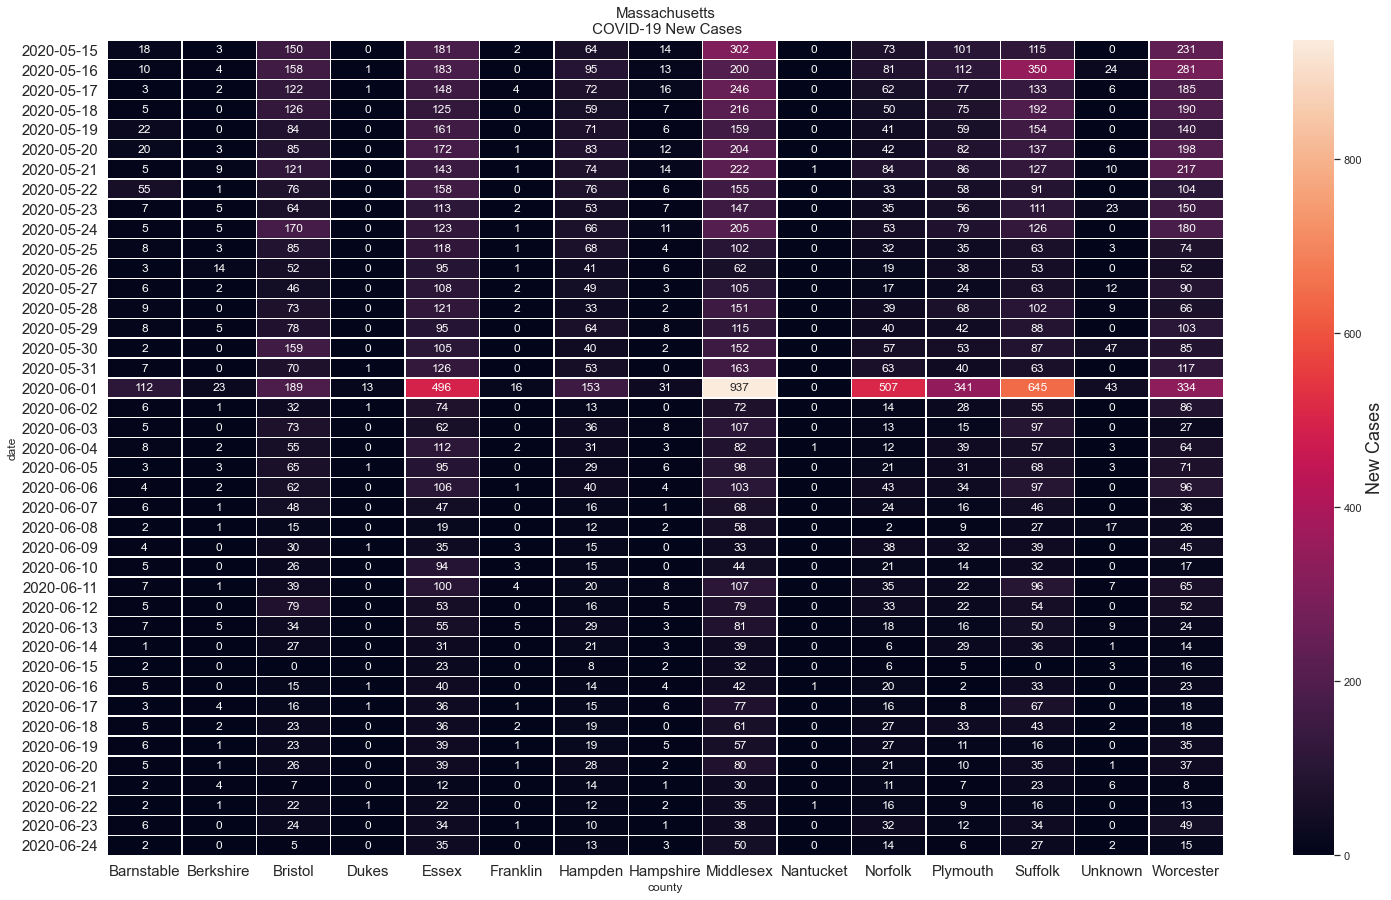 Massachusetts
COVID-19 New Cases
2020-05-15 18 3 150 0 181 2 64 14 302 0 73 101 115 0 231
2020-05-16 10 4 158 1 183 0 95 13 200 0 81 112 350 24 281
2020-05-17 3 2 122 1 148 4 72 16 246 0 62 77 133 6 185
2020-05-18 5 0 126 0 125 0 59 7 216 0 50 75 192 0 190
2020-05-19 22 0 84 0 161 0 71 6 159 0 41 59 154 0 140
2020-05-20 20 3 85 0 172 1 83 12 204 0 42 82 137 6 198
2020-05-21 5 9 121 0 143 1 74 14 222 1 84 86 127 10 217
2020-05-22 55 1 76 0 158 0 76 6 155 0 33 58 91 0 104
2020-05-23 7 5 64 0 113 2 53 7 147 0 35 56 111 23 150
2020-05-24 5 5 170 0 123 1 66 11 205 0 53 79 126 0 180
2020-05-25 8 3 85 0 118 1 68 4 102 0 32 35 63 3 74
2020-05-26 3 14 52 0 95 1 41 6 62 0 19 38 53 0 52
2020-05-27 6 2 46 0 108 2 49 3 105 0 17 24 63 12 90
2020-05-28 9 0 73 0 121 2 33 2 151 0 39 68 102 9 66
2020-05-29 8 5 78 0 95 0 64 8 115 0 40 42 88 0 103
2020-05-30 2 0 159 0 105 0 40 2 152 0 57 53 87 47 85
2020-05-31 7 0 70 1 126 0 53 0 163 0 63 40 63 0 117
2020-06-01 112 23 189 13 496 16 153 31 937 0 507 341 645 43 334
2020-06-02 6 1 32 1 74 0 13 0 72 0 14 28 55 0 86
2020-06-03 5 0 73 0 62 0 36 8 107 0 13 15 97 0 27
2020-06-04 8 2 55 0 112 2 31 3 82 1 12 39 57 3 64
2020-06-05 3 3 65 1 95 0 29 6 98 0 21 31 68 3 71
2020-06-06 4 2 62 0 106 1 40 4 103 0 43 34 97 0 96
2020-06-07 6 1 48 0 47 0 16 1 68 0 24 16 46 0 36
2020-06-08 2 1 15 0 19 0 12 2 58 0 2 9 27 17 26
2020-06-09 4 0 30 1 35 3 15 0 33 0 38 32 39 0 45
2020-06-10 5 0 26 0 94 3 15 0 44 0 21 14 32 0 17
2020-06-11 7 1 39 0 100 4 20 8 107 0 35 22 96 7 65
2020-06-12 5 0 79 0 53 0 16 5 79 0 33 22 54 0 52
2020-06-13 7 5 34 0 55 5 29 3 81 0 18 16 50 9 24
2020-06-14 1 0 27 0 31 0 21 3 39 0 6 29 36 1 14
2020-06-15 2 0 0 0 23 0 8 2 32 0 6 5 0 3 16
2020-06-16 5 0 15 1 40 0 14 4 42 1 20 2 33 0 23
2020-06-17 3 4 16 1 36 1 15 6 77 0 16 8 67 0 18
2020-06-18 5 2 23 0 36 2 19 0 61 0 27 33 43 2 18
2020-06-19 6 1 23 0 39 1 19 5 57 0 27 11 16 0 35
2020-06-20 5 1 26 0 39 1 28 2 80 0 21 10 35 1 37
2020-06-21 2 4 7 0 12 0 14 1 30 0 11 7 23 6 8
2020-06-22 2 1 22 1 22 0 12 2 35 1 16 9 16 0 13
2020-06-23 6 0 24 0 34 1 10 1 38 0 32 12 34 0 49
2020-06-24 2 0 5 0 35 0 13 3 50 0 14 6 27 2 15
Barnstable Berkshire Bristol Dukes Essex Franklin Hampden Hampshire Middlesex Nantucket Norfolk Plymouth Suffolk Unknown Worcester
county
date
800
600
400
200
0
New Cases